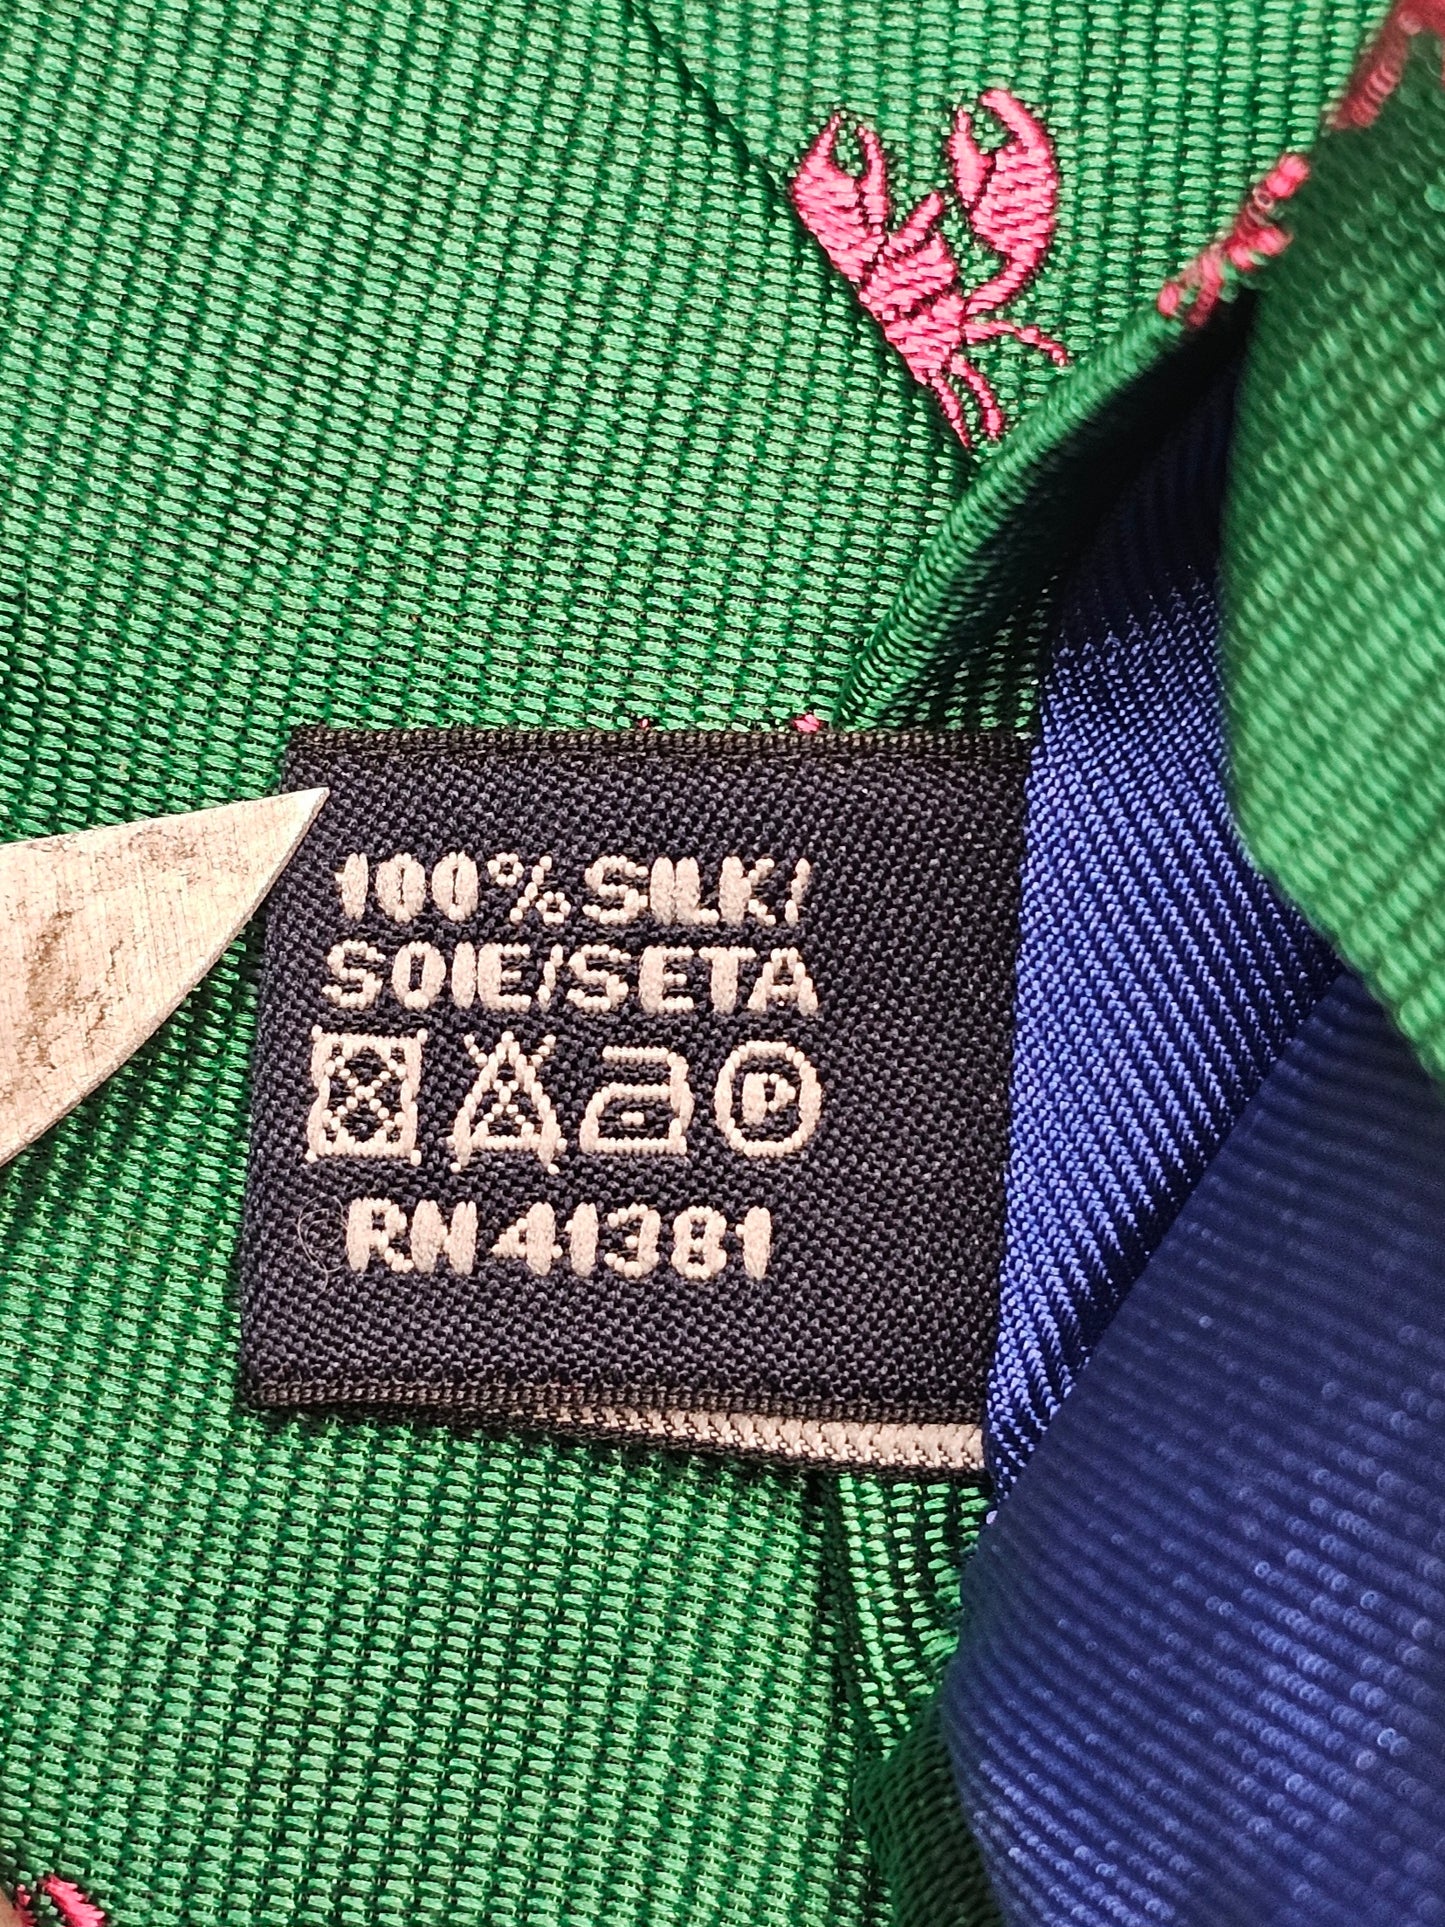 100% SILK/
SOIE/SETA
P
RN 41381